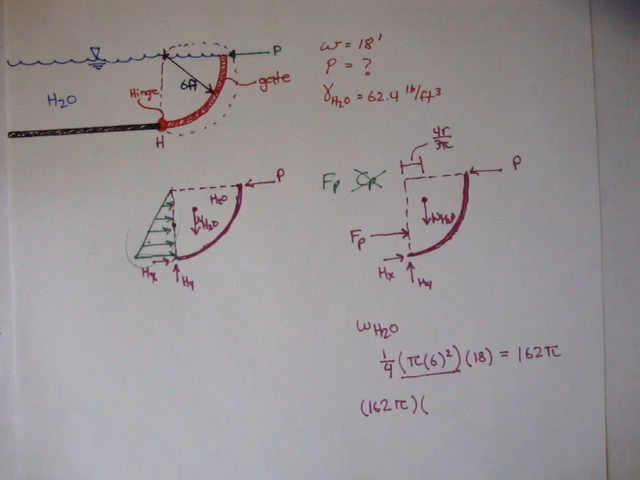 P
ω = 18'
P = ?
γH₂O = 62.4 lb/ft³
6ft
gate
H₂O
Hinge
H
4r/3π
P
P
Fp
H₂O
WH₂O
WH₂O
Fp
Hx
Hy
Hx
Hy
WH₂O
1/4 (π(6)²)(18) = 162π
(162π)(